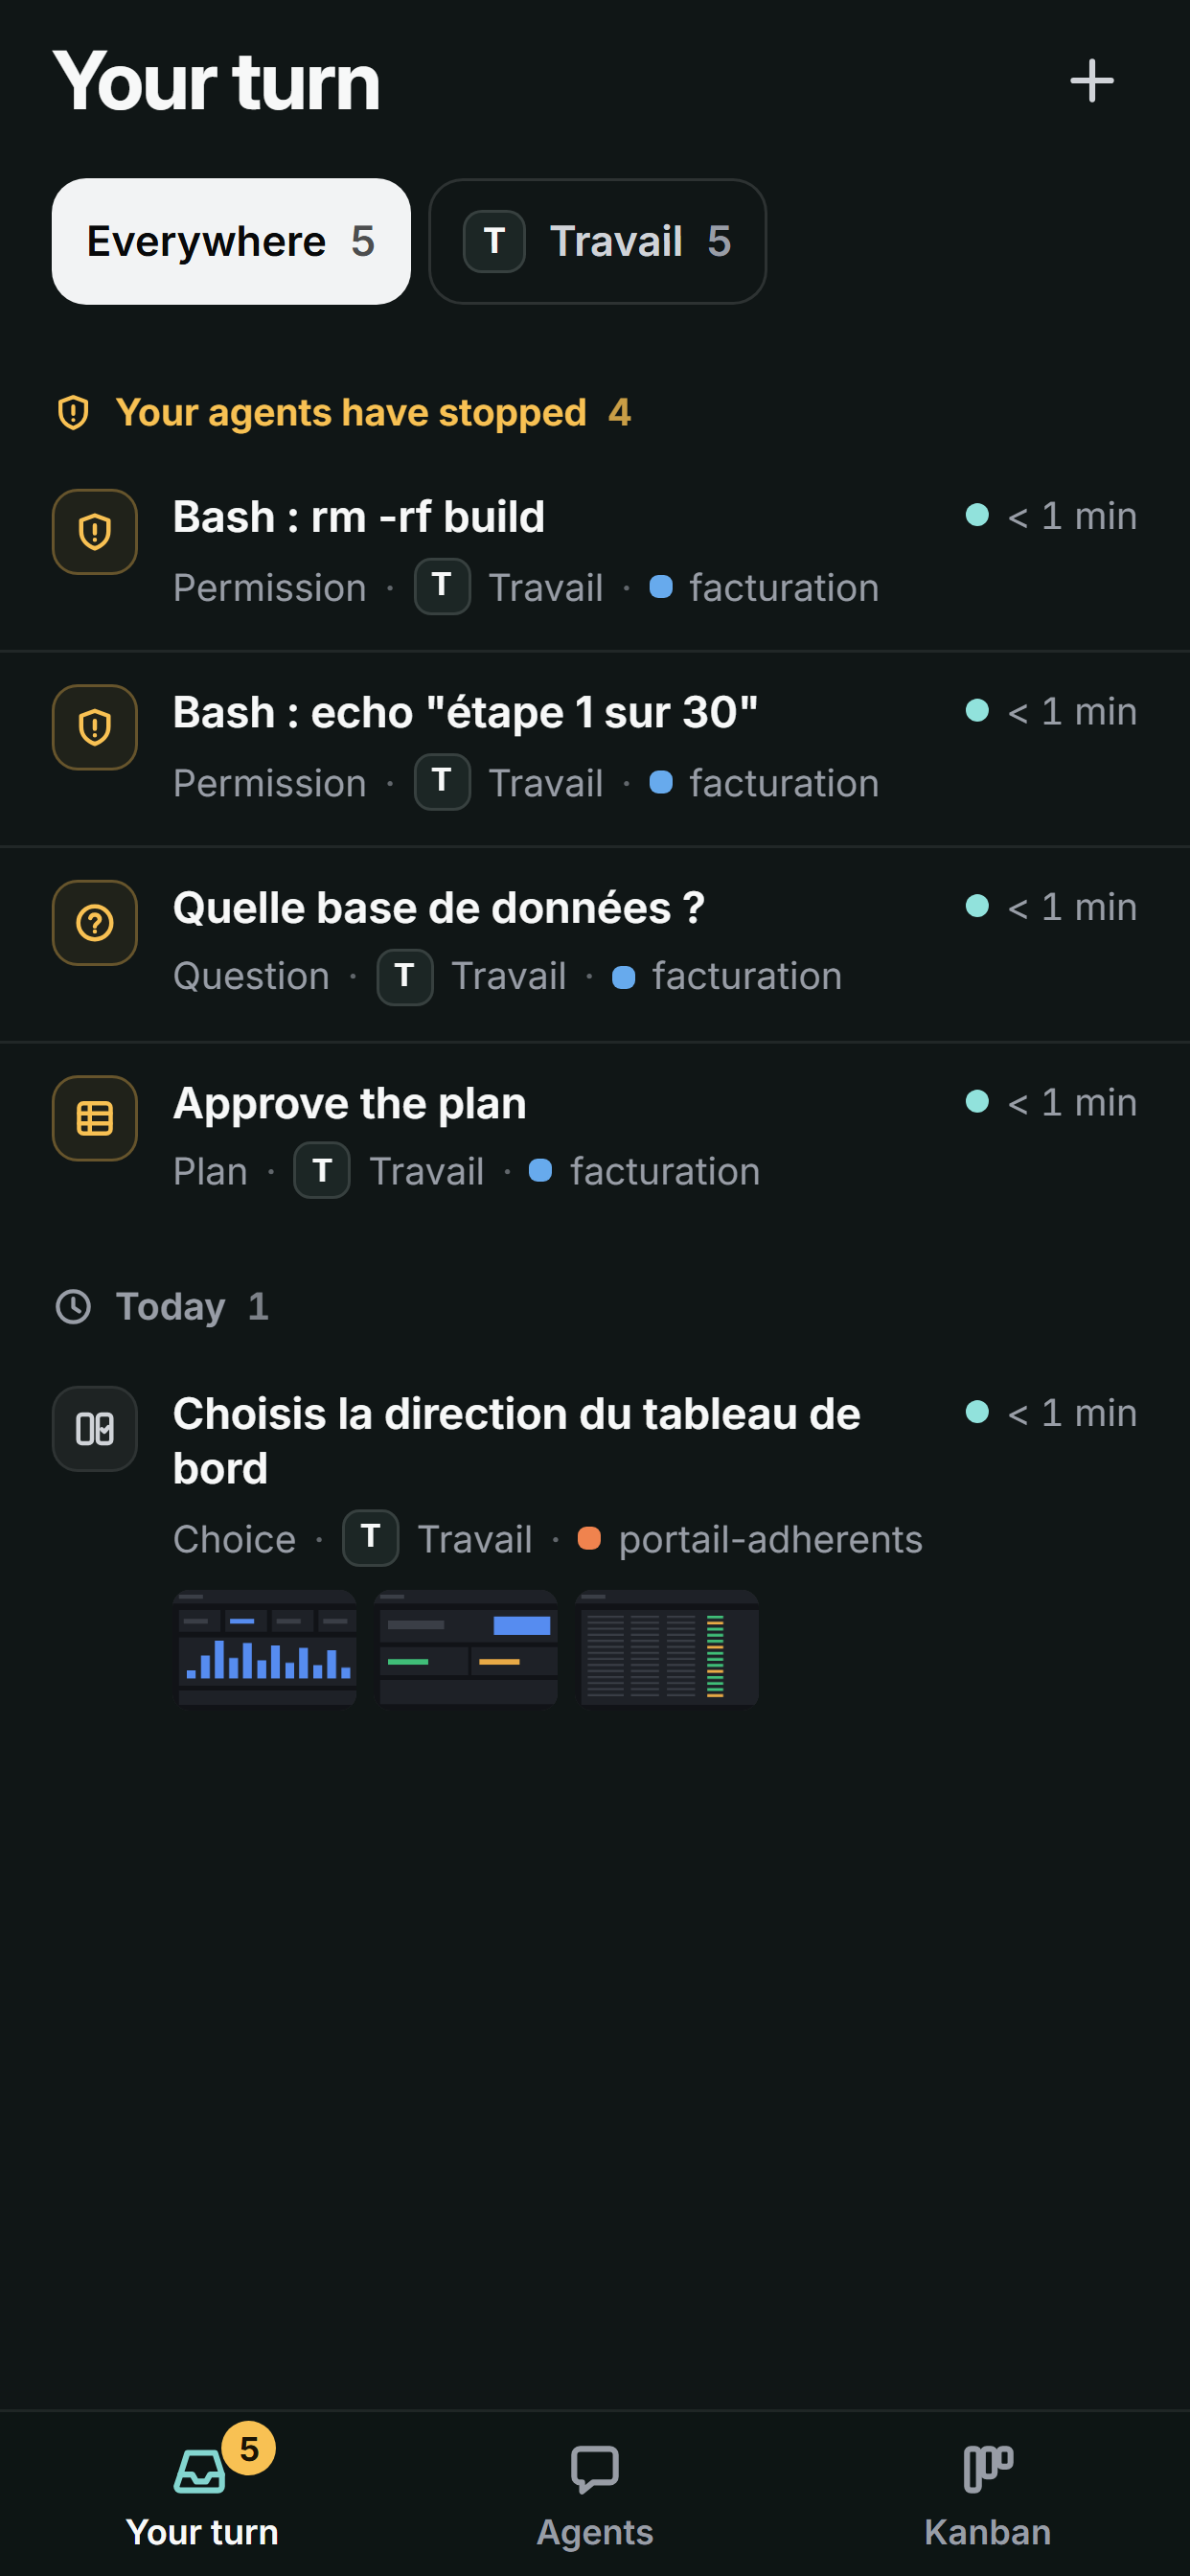 Your turn
Everywhere 5
T Travail 5
Your agents have stopped 4
Bash : rm -rf build
< 1 min
Permission · T Travail · facturation
Bash : echo "étape 1 sur 30"
< 1 min
Permission · T Travail · facturation
Quelle base de données ?
< 1 min
Question · T Travail · facturation
Approve the plan
< 1 min
Plan · T Travail · facturation
Today 1
Choisis la direction du tableau de
bord
< 1 min
Choice · T Travail · portail-adherents
5
Your turn
Agents
Kanban